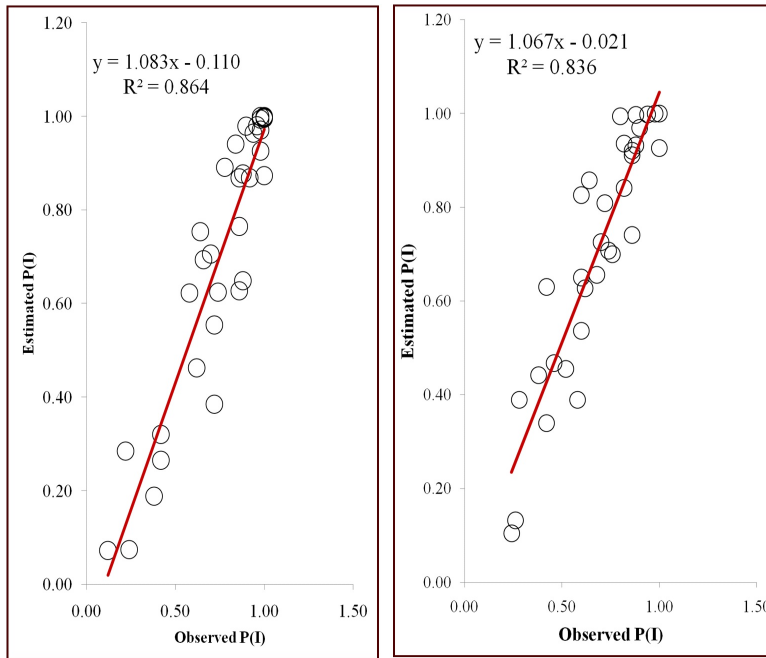 1.20
y = 1.083x - 0.110
R² = 0.864
1.00
0.80
Estimated P(I)
0.60
0.40
0.20
0.00
0.00 0.50 1.00 1.50
Observed P(I)
1.20
y = 1.067x - 0.021
R² = 0.836
1.00
0.80
Estimated P(I)
0.60
0.40
0.20
0.00
0.00 0.50 1.00 1.50
Observed P(I)